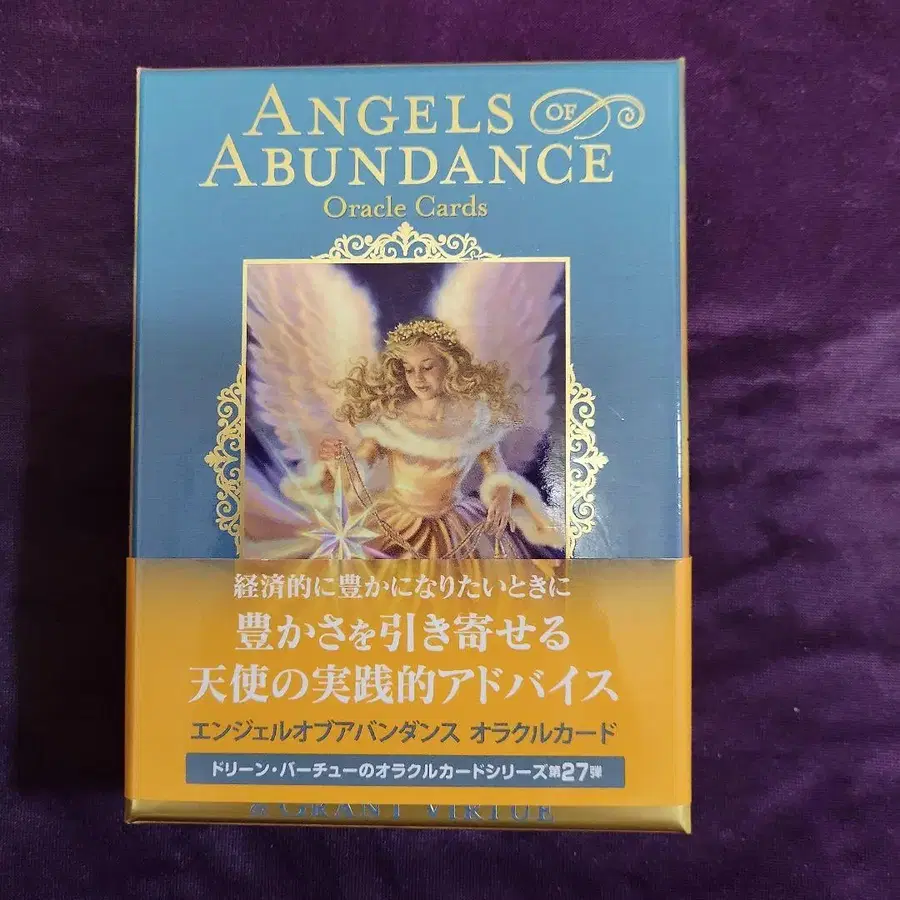 ANGELS OF
ABUNDANCE
Oracle Cards
経済的に豊かになりたいときに
豊かさを引き寄せる
天使の実践的アドバイス
エンジェルオブアバンダンス オラクルカード
ドリーン・バーチューのオラクルカードシリーズ第27弾
& GRANT VIRTUE